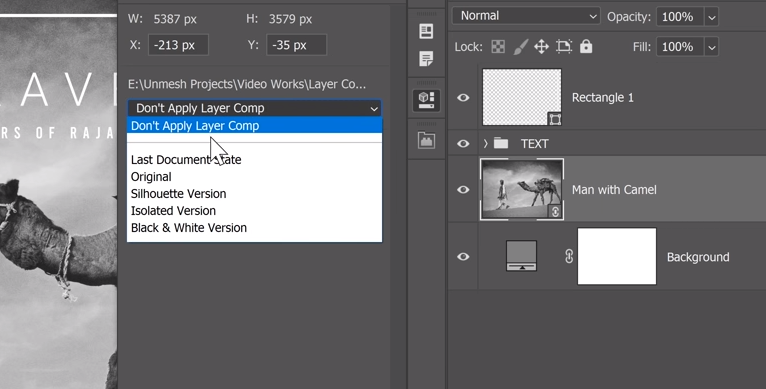 W: 5387 px H: 3579 px
X: -213 px Y: -35 px
E:\Unmesh Projects\Video Works\Layer Co...
Don't Apply Layer Comp
Don't Apply Layer Comp
Last Document State
Original
Silhouette Version
Isolated Version
Black & White Version
AVE
RS OF RAJA
Normal Opacity: 100%
Lock: Fill: 100%
Rectangle 1
TEXT
Man with Camel
Background